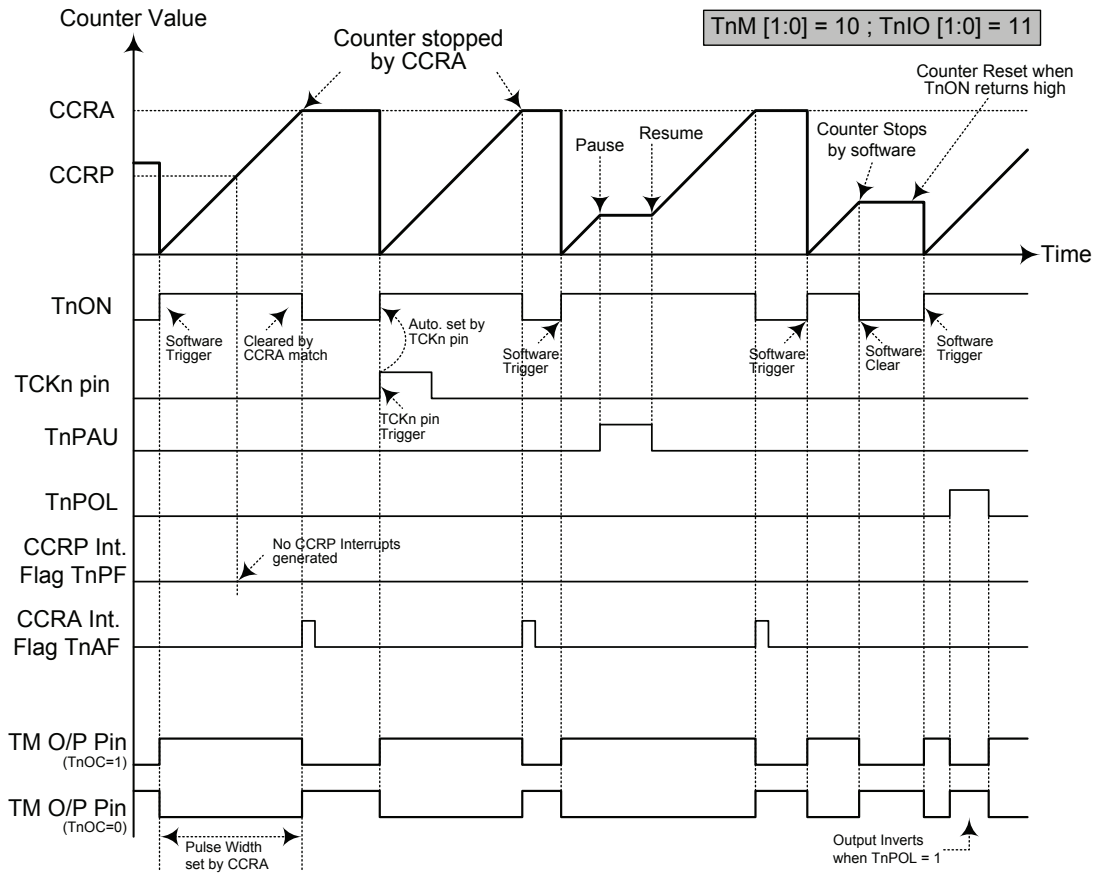 Counter Value
TnM [1:0] = 10 ; TnIO [1:0] = 11
Counter stopped
by CCRA
Counter Reset when
TnON returns high
CCRA
Pause
Resume
Counter Stops
by software
CCRP
Time
TnON
Software
Trigger
Cleared by
CCRA match
Auto. set by
TCKn pin
Software
Trigger
Software
Trigger
Software
Clear
Software
Trigger
TCKn pin
TCKn pin
Trigger
TnPAU
TnPOL
CCRP Int.
Flag TnPF
No CCRP Interrupts
generated
CCRA Int.
Flag TnAF
TM O/P Pin
(TnOC=1)
TM O/P Pin
(TnOC=0)
Pulse Width
set by CCRA
Output Inverts
when TnPOL = 1